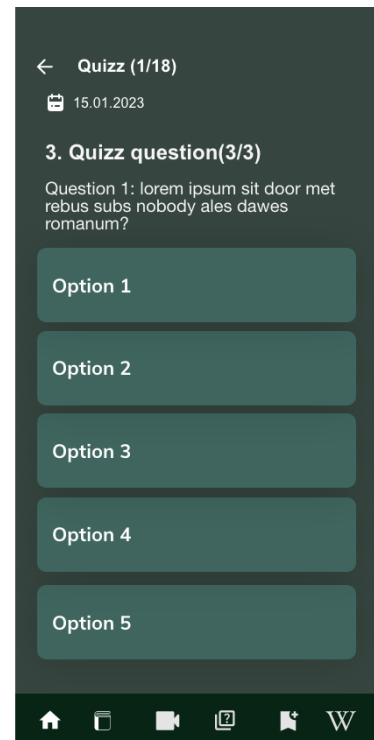 Quizz (1/18)
15.01.2023
3. Quizz question(3/3)
Question 1: lorem ipsum sit door met
rebus subs nobody ales dawes
romanum?
Option 1
Option 2
Option 3
Option 4
Option 5
W